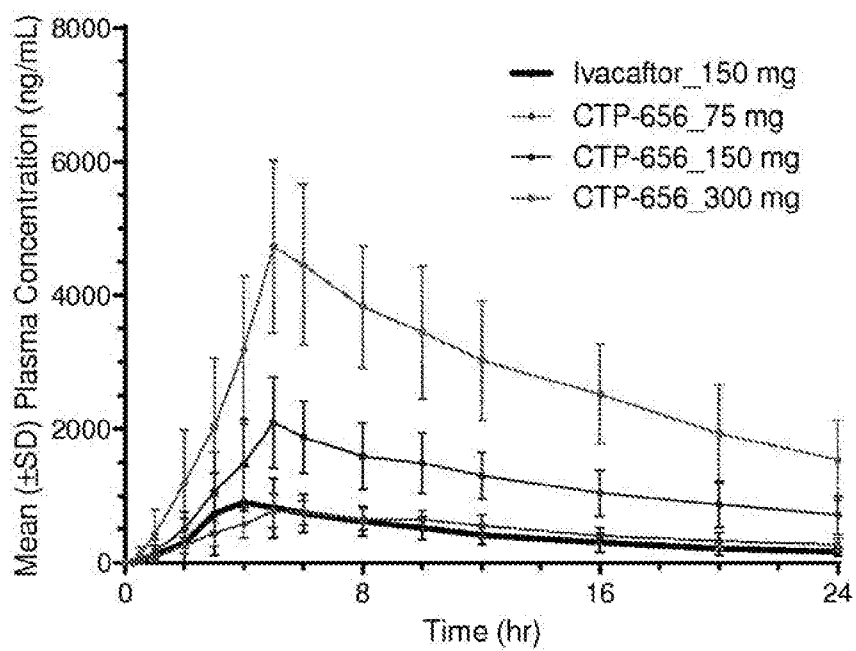 Mean (±SD) Plasma Concentration (ng/mL)
8000
6000
4000
2000
0
Ivacaftor_150 mg
CTP-656_75 mg
CTP-656_150 mg
CTP-656_300 mg
0
8
16
24
Time (hr)